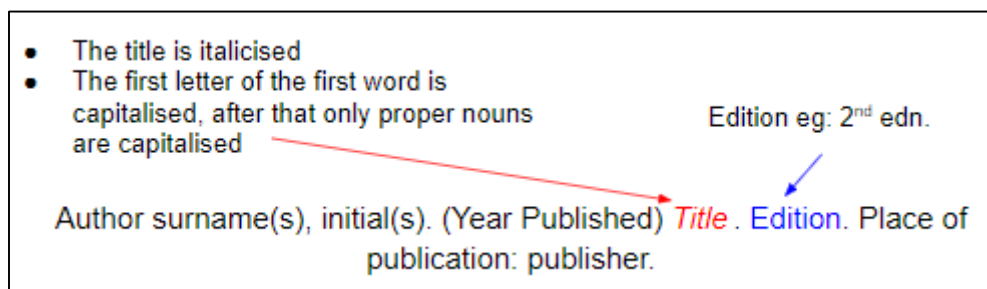 ● The title is italicised
● The first letter of the first word is
capitalised, after that only proper nouns
are capitalised
Edition eg: 2nd edn.
Author surname(s), initial(s). (Year Published) Title . Edition. Place of
publication: publisher.